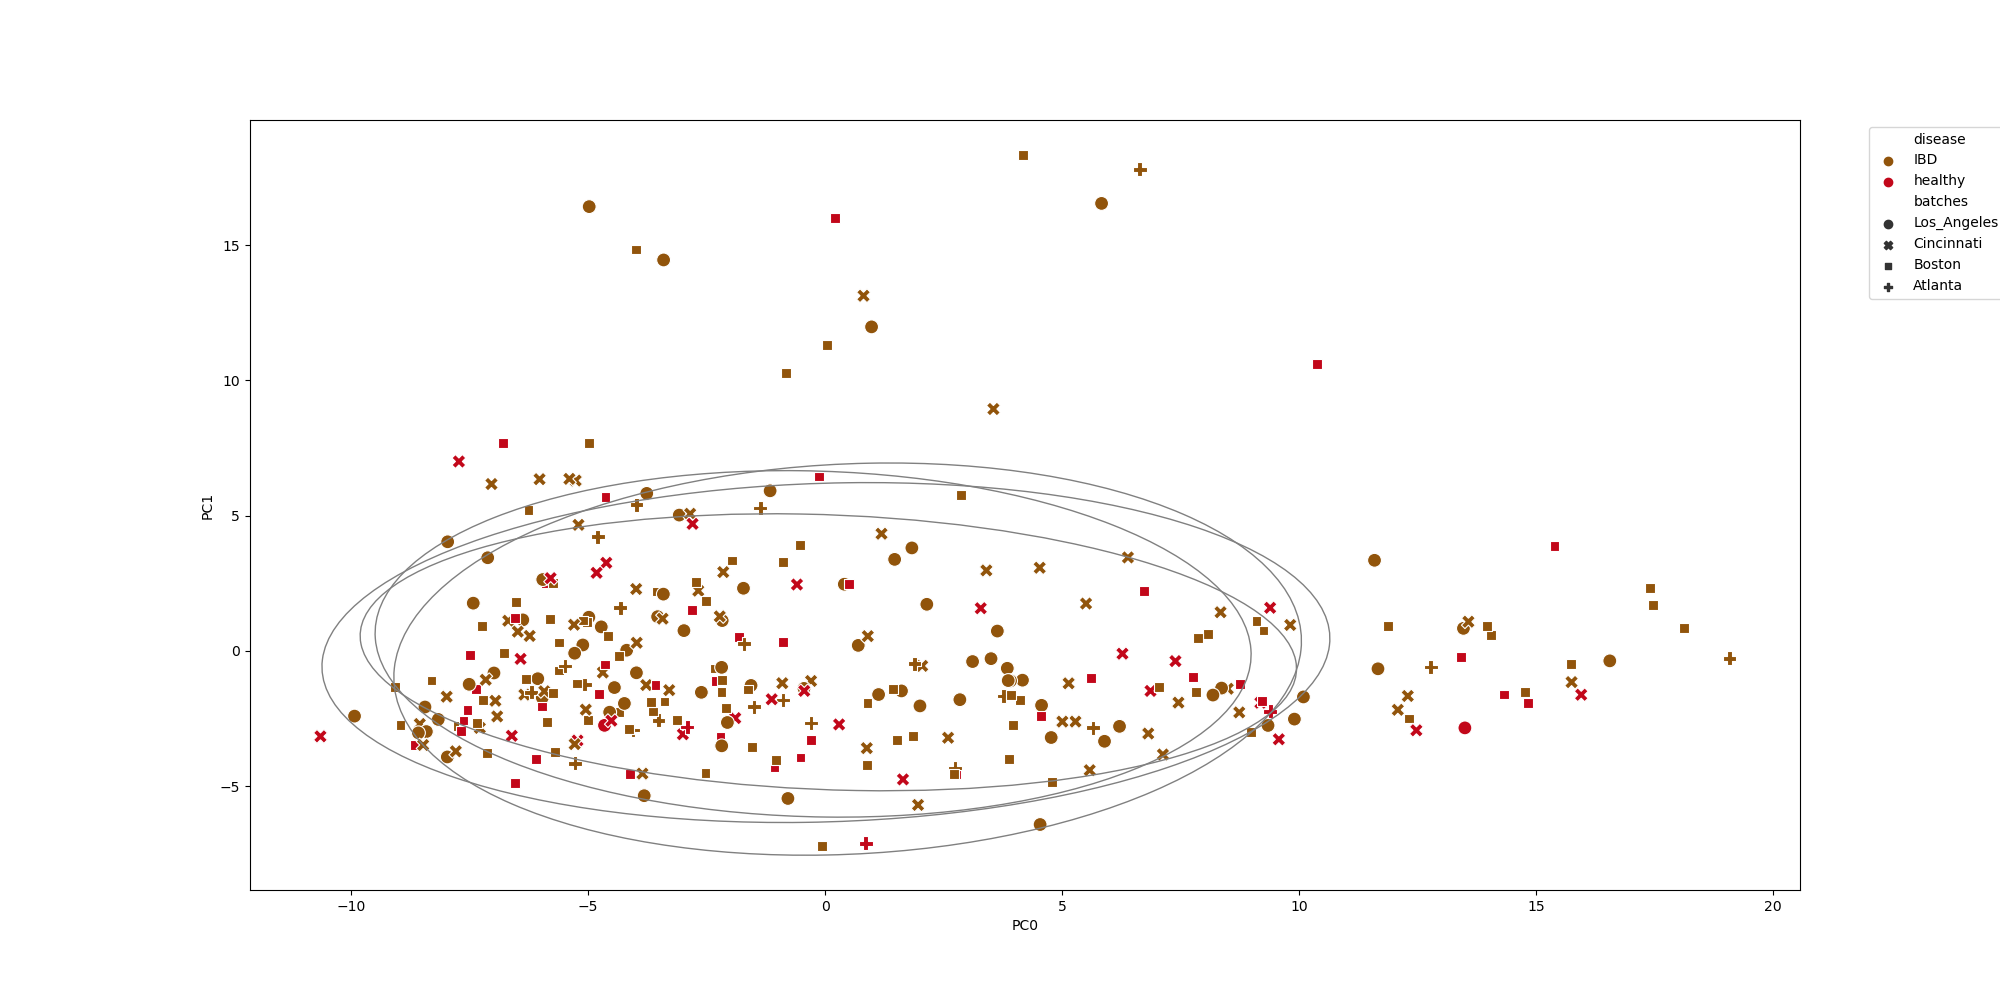 disease
IBD
healthy
batches
Los_Angeles
Cincinnati
Boston
Atlanta
15
10
5
0
−5
PC1
−10
−5
0
5
10
15
20
PC0